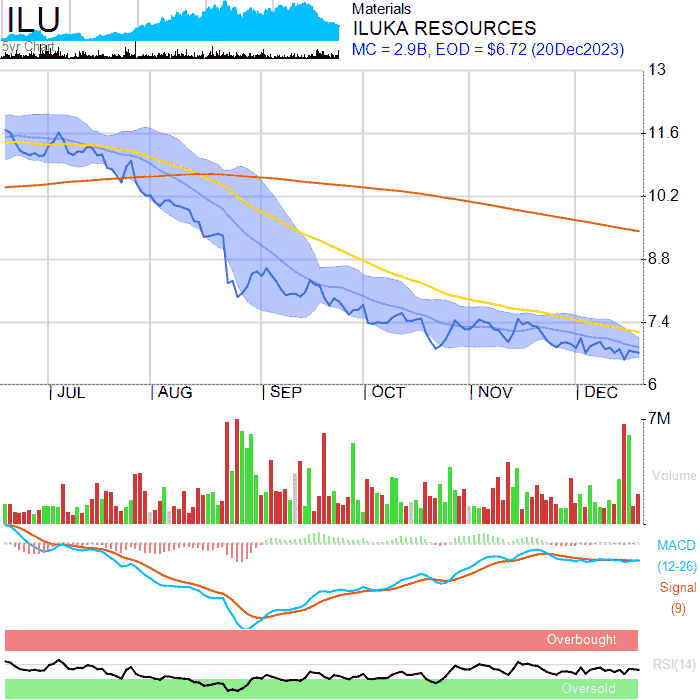 ILU
5yr Chart
Materials
ILUKA RESOURCES
MC = 2.9B, EOD = $6.72 (20Dec2023)
13
11.6
10.2
8.8
7.4
6
JUL AUG SEP OCT NOV DEC
7M
Volume
MACD
(12-26)
Signal
(9)
Overbought
RSI(14)
Oversold